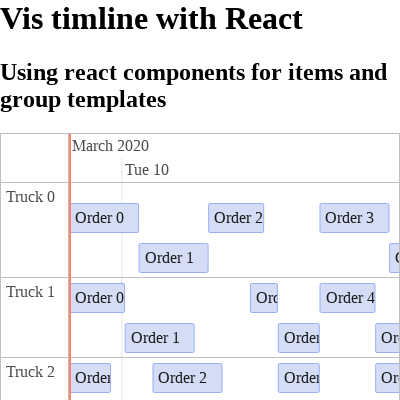 Vis timline with React
Using react components for items and
group templates
March 2020
Tue 10
Truck 0
Order 0
Order 2
Order 3
Order 1
Truck 1
Order 0
Order 4
Order 1
Truck 2
Order 2